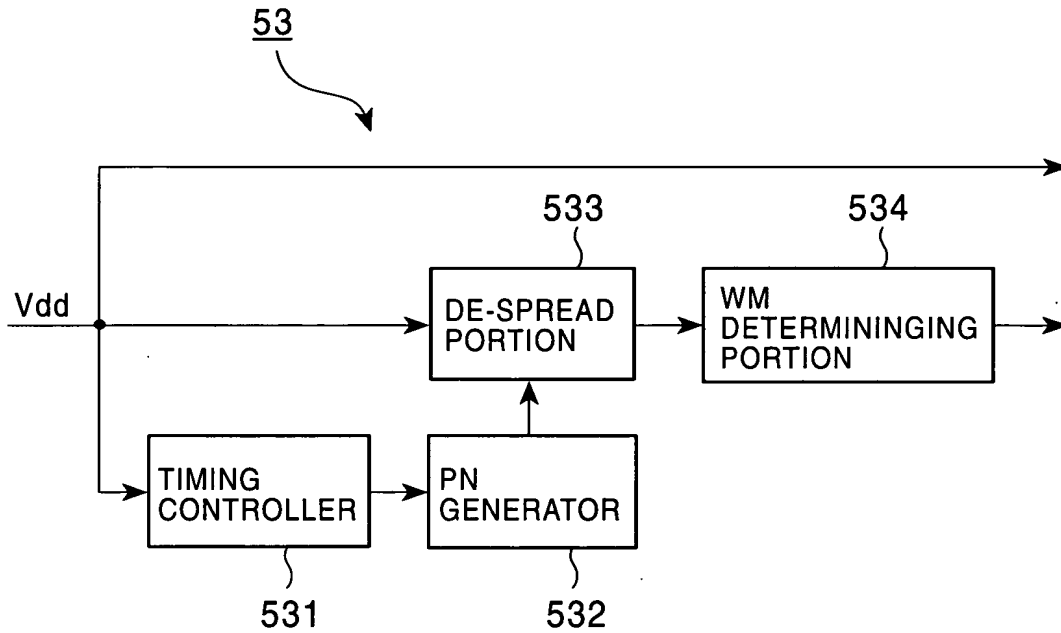 53
533
534
Vdd
DE-SPREAD
PORTION
WM
DETERMININGING
PORTION
TIMING
CONTROLLER
PN
GENERATOR
531
532